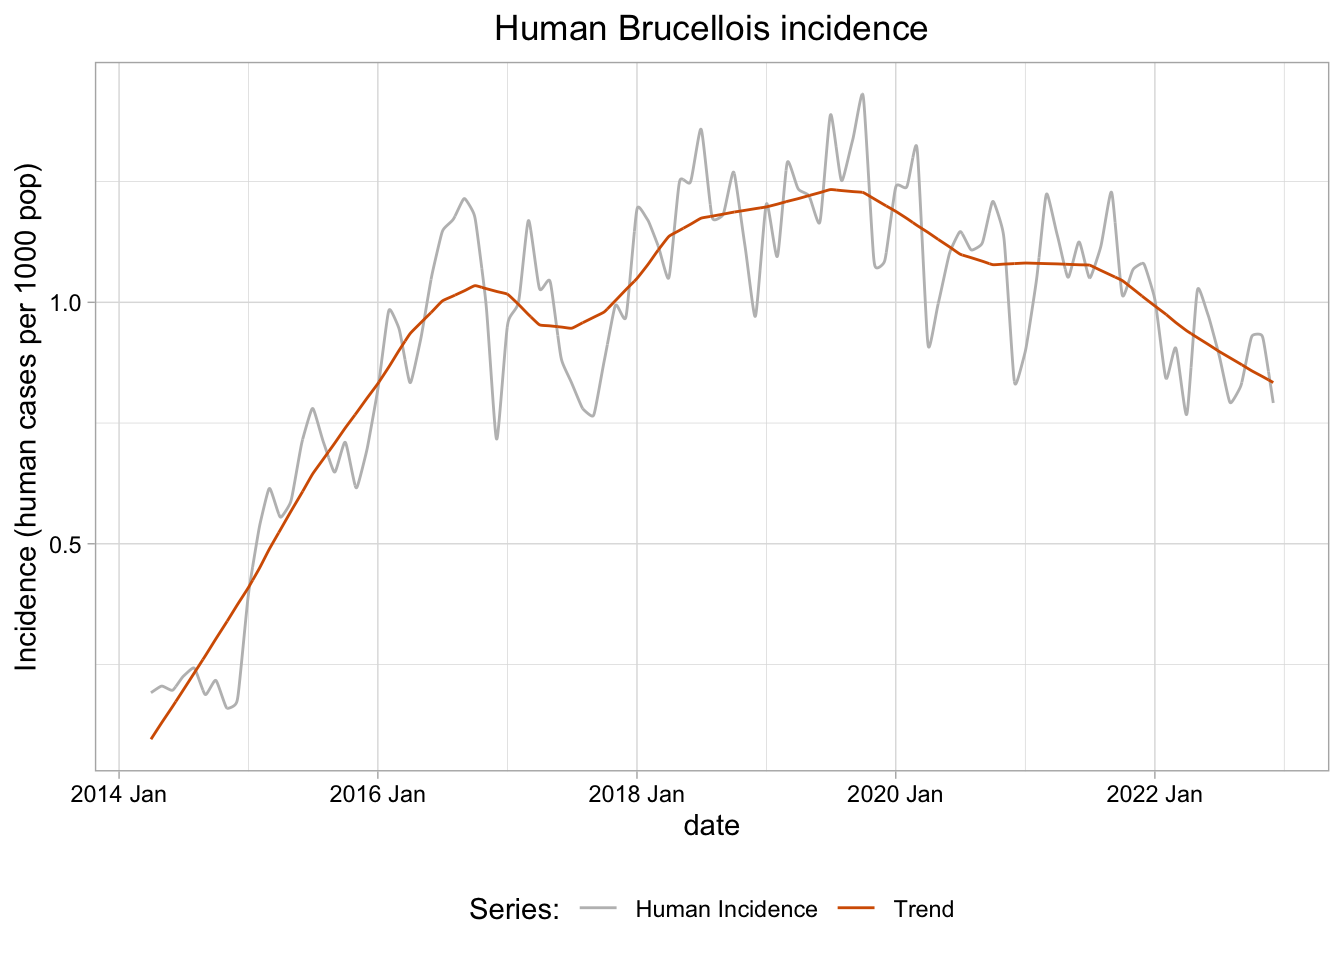 Human Brucellois incidence
Incidence (human cases per 1000 pop)
1.0
0.5
2014 Jan
2016 Jan
2018 Jan
2020 Jan
2022 Jan
date
Series:
Human Incidence
Trend